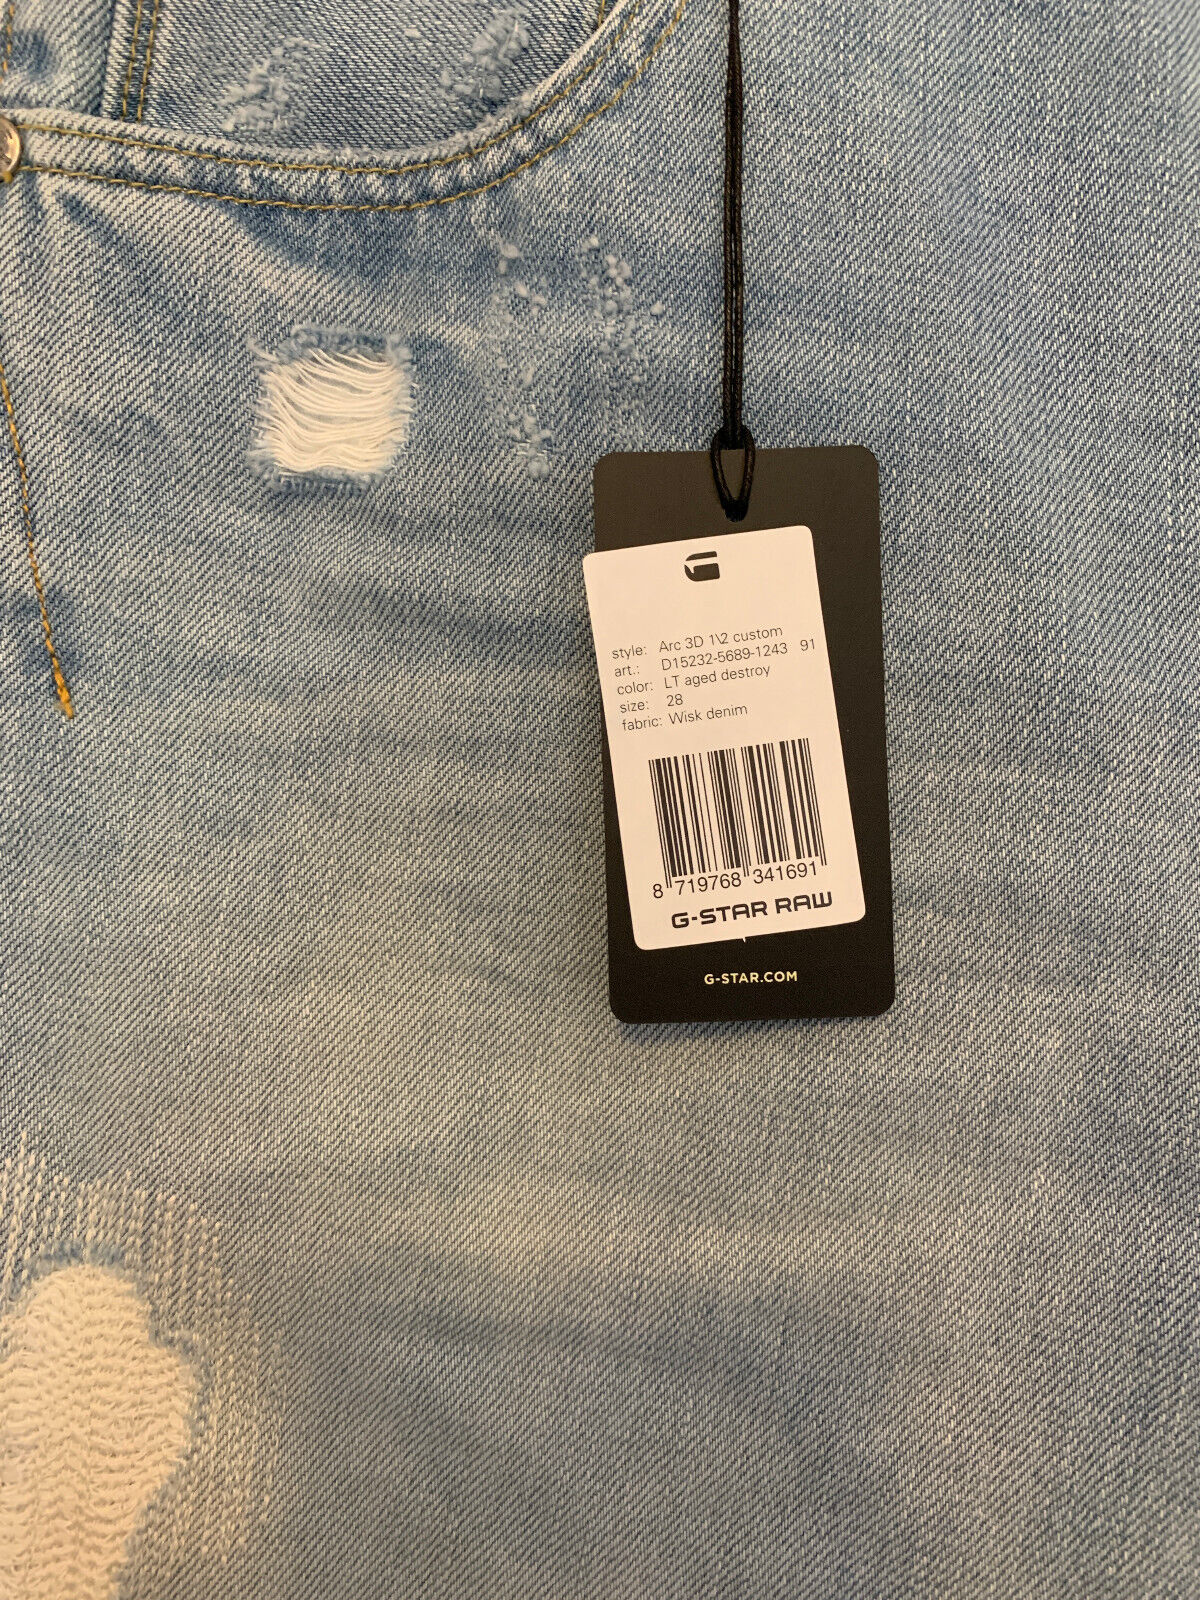 style: Arc 3D 1\2 custom
art.: D15232-5689-1243 91
color: LT aged destroy
size: 28
fabric: Wisk denim
8 719768 341691
G-STAR RAW
G-STAR.COM